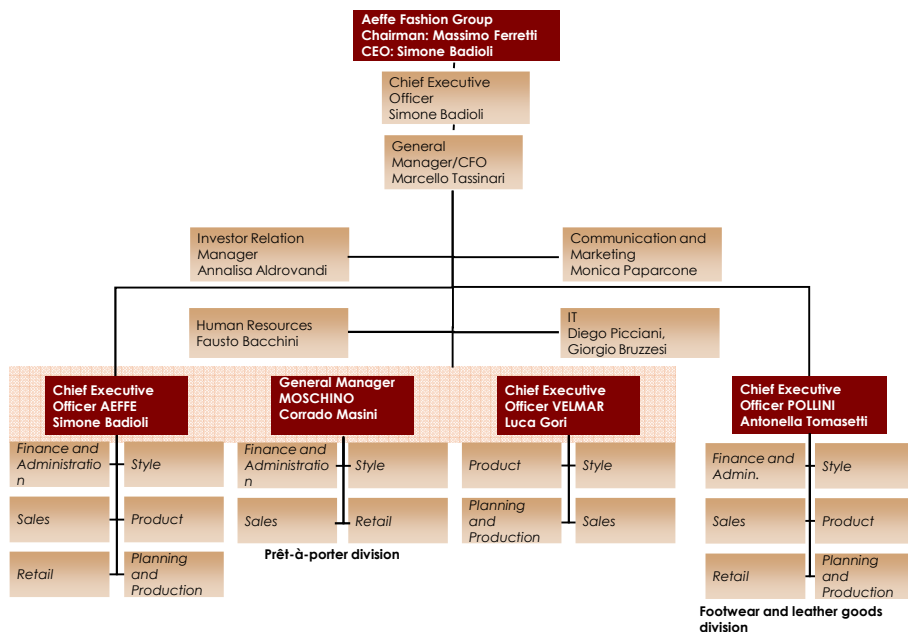 Aeffe Fashion Group
Chairman: Massimo Ferretti
CEO: Simone Badioli
Chief Executive
Officer
Simone Badioli
General
Manager/CFO
Marcello Tassinari
Investor Relation
Manager
Annalisa Aldrovandi
Communication and
Marketing
Monica Paparcone
Human Resources
Fausto Bacchini
IT
Diego Picciani,
Giorgio Bruzzesi
Chief Executive
Officer AEFFE
Simone Badioli
General Manager
MOSCHINO
Corrado Masini
Chief Executive
Officer VELMAR
Luca Gori
Chief Executive
Officer POLLINI
Antonella Tomasetti
Finance and
Administratio
n
Style
Sales
Product
Retail
Planning
and
Production
Finance and
Administratio
n
Style
Sales
Retail
Product
Style
Planning
and
Production
Sales
Finance and
Admin.
Style
Sales
Product
Retail
Planning
and
Production
Prêt-à-porter division
Footwear and leather goods
division